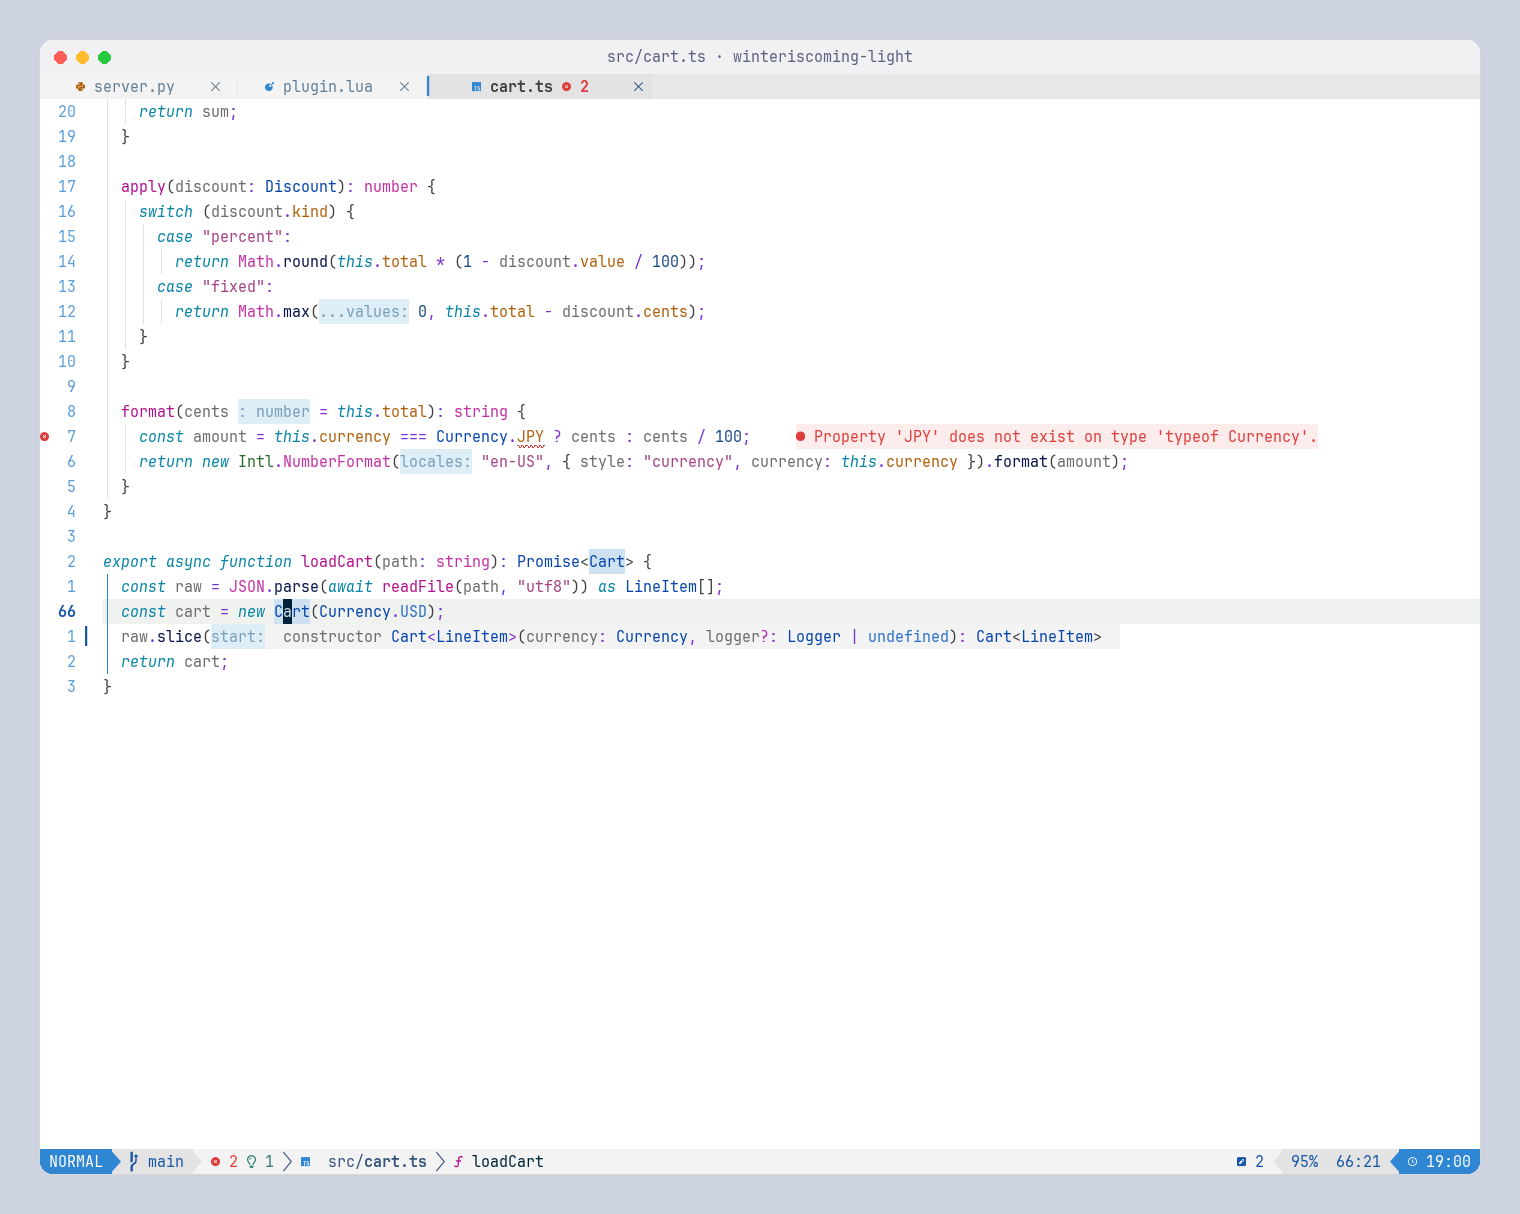 src/cart.ts · winteriscoming-light
server.py plugin.lua cart.ts 2
20 return sum;
19 }
18
17 apply(discount: Discount): number {
16 switch (discount.kind) {
15 case "percent":
14 return Math.round(this.total * (1 - discount.value / 100));
13 case "fixed":
12 return Math.max(...values: 0, this.total - discount.cents);
11 }
10 }
9
8 format(cents : number = this.total): string {
7 const amount = this.currency === Currency.JPY ? cents : cents / 100; Property 'JPY' does not exist on type 'typeof Currency'.
6 return new Intl.NumberFormat(locales: "en-US", { style: "currency", currency: this.currency }).format(amount);
5 }
4 }
3
2 export async function loadCart(path: string): Promise<Cart> {
1 const raw = JSON.parse(await readFile(path, "utf8")) as LineItem[];
66 const cart = new Cart(Currency.USD);
1 raw.slice(start: constructor Cart<LineItem>(currency: Currency, logger?: Logger | undefined): Cart<LineItem>
2 return cart;
3 }
NORMAL main 2 1 src/cart.ts ƒ loadCart 2 95% 66:21 19:00